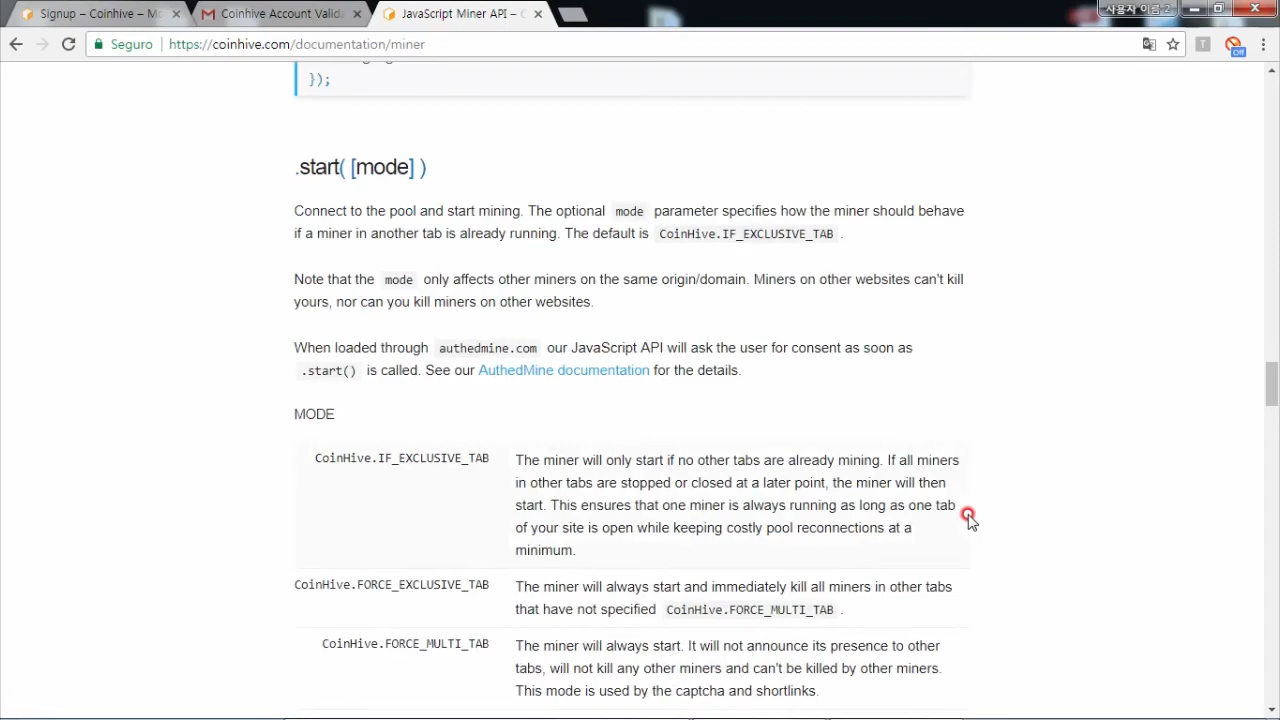 Signup – Coinhive – Mo
Coinhive Account Valida
JavaScript Miner API – C
사용자 이름 2
Seguro
https://coinhive.com/documentation/miner
T
Off
});
.start( [mode] )
Connect to the pool and start mining. The optional mode parameter specifies how the miner should behave
if a miner in another tab is already running. The default is CoinHive.IF_EXCLUSIVE_TAB .
Note that the mode only affects other miners on the same origin/domain. Miners on other websites can't kill
yours, nor can you kill miners on other websites.
When loaded through authedmine.com our JavaScript API will ask the user for consent as soon as
.start() is called. See our AuthedMine documentation for the details.
MODE
CoinHive.IF_EXCLUSIVE_TAB
The miner will only start if no other tabs are already mining. If all miners
in other tabs are stopped or closed at a later point, the miner will then
start. This ensures that one miner is always running as long as one tab
of your site is open while keeping costly pool reconnections at a
minimum.
CoinHive.FORCE_EXCLUSIVE_TAB
The miner will always start and immediately kill all miners in other tabs
that have not specified CoinHive.FORCE_MULTI_TAB .
CoinHive.FORCE_MULTI_TAB
The miner will always start. It will not announce its presence to other
tabs, will not kill any other miners and can't be killed by other miners.
This mode is used by the captcha and shortlinks.